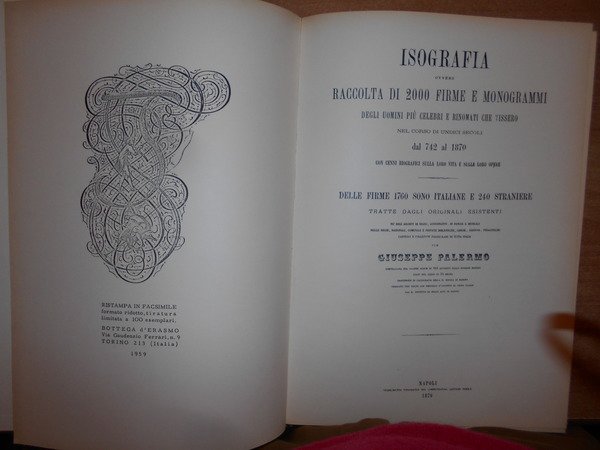 RISTAMPA IN FACSIMILE
formato ridotto, tiratura
limitata a 100 esemplari.
BOTTEGA d'ERASMO
Via Gaudenzio Ferrari, n. 9
TORINO 213 (Italia)
1959
ISOGRAFIA
OVVERO
RACCOLTA DI 2000 FIRME E MONOGRAMMI
DEGLI UOMINI PIÙ CELEBRI E RINOMATI CHE VISSERO
NEL CORSO DI UNDICI SECOLI
dal 742 al 1870
CON CENNI BIOGRAFICI SULLA LORO VITA E SULLE LORO OPERE
DELLE FIRME 1760 SONO ITALIANE E 240 STRANIERE
TRATTE DAGLI ORIGINALI ESISTENTI
PER
GIUSEPPE PALERMO
NAPOLI
1870